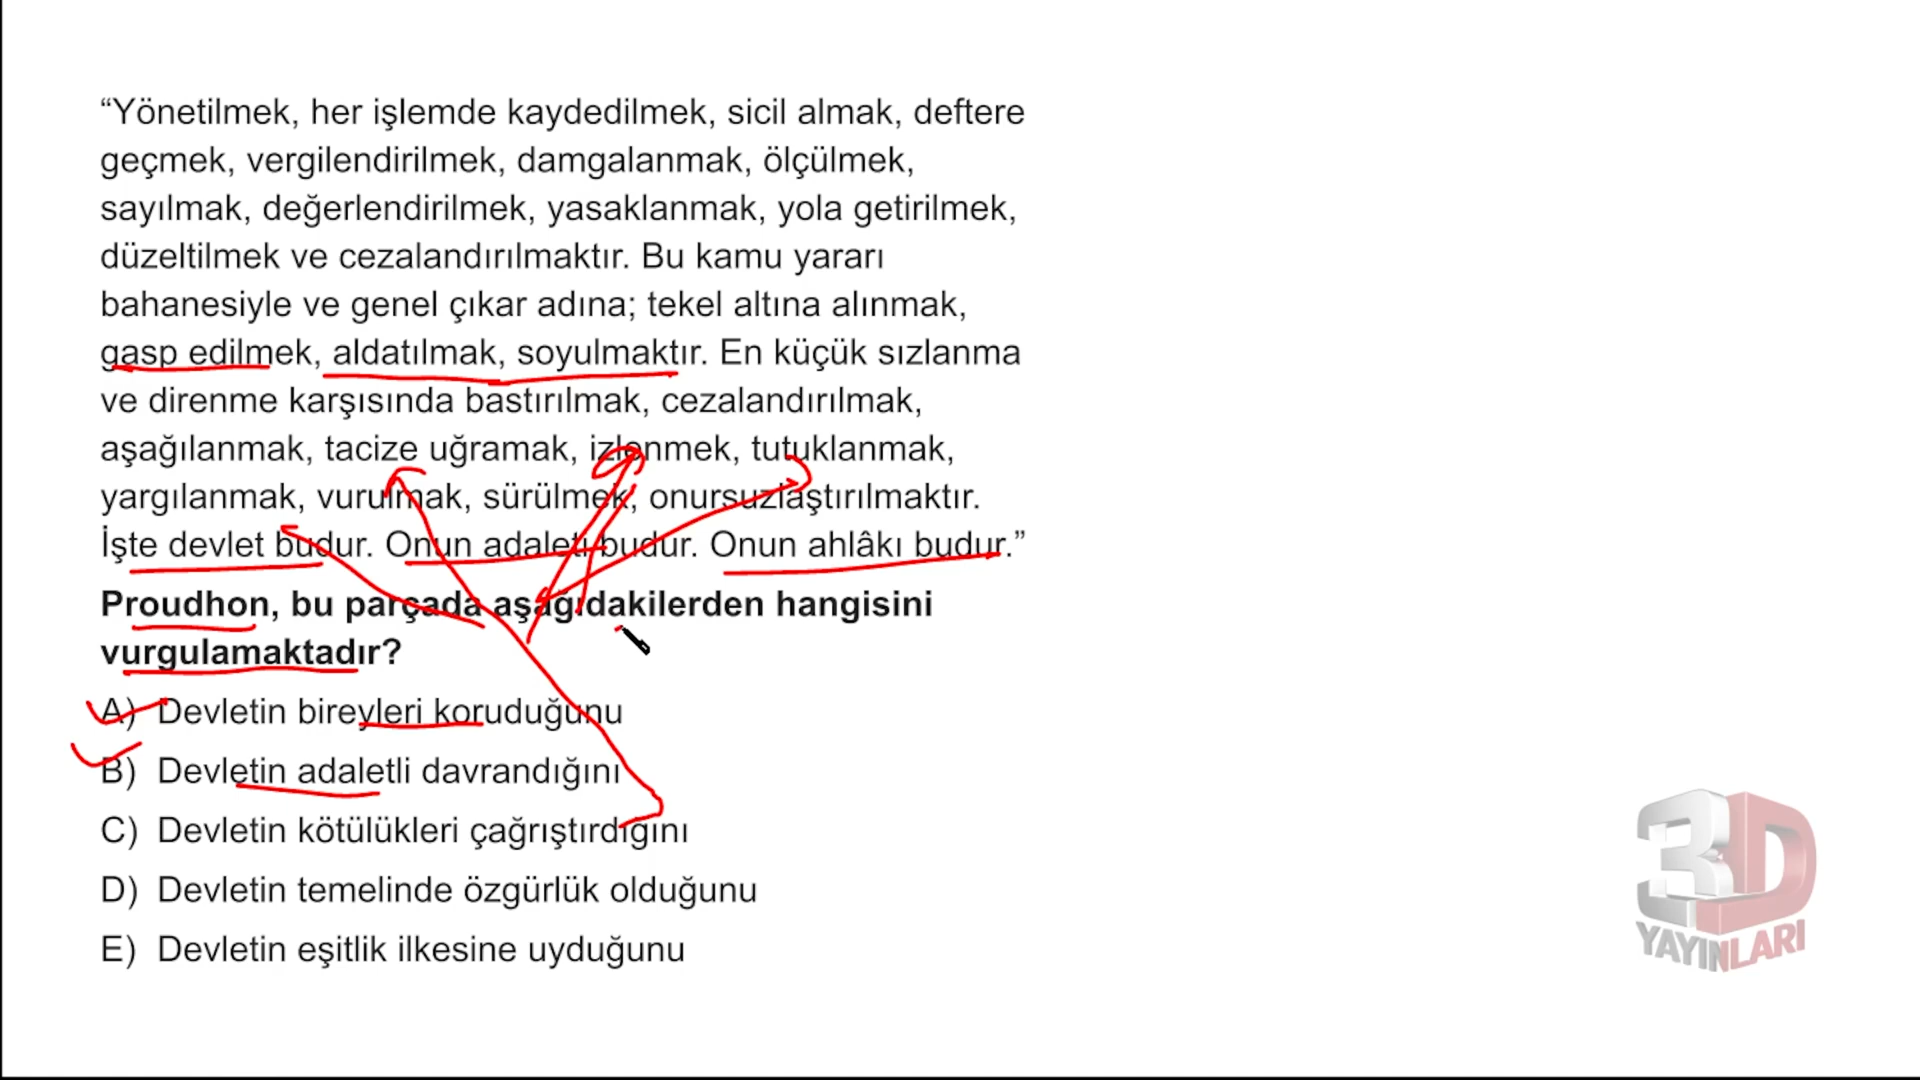 “Yönetilmek, her işlemde kaydedilmek, sicil almak, deftere
geçmek, vergilendirilmek, damgalanmak, ölçülmek,
sayılmak, değerlendirilmek, yasaklanmak, yola getirilmek,
düzeltilmek ve cezalandırılmaktır. Bu kamu yararı
bahanesiyle ve genel çıkar adına; tekel altına alınmak,
gasp edilmek, aldatılmak, soyulmaktır. En küçük sızlanma
ve direnme karşısında bastırılmak, cezalandırılmak,
aşağılanmak, tacize uğramak, izlenmek, tutuklanmak,
yargılanmak, vurulmak, sürülmek, onursuzlaştırılmaktır.
İşte devlet budur. Onun adaleti budur. Onun ahlâkı budur.”
Proudhon, bu parçada aşağıdakilerden hangisini
vurgulamaktadır?
A) Devletin bireyleri koruduğunu
B) Devletin adaletli davrandığını
C) Devletin kötülükleri çağrıştırdığını
D) Devletin temelinde özgürlük olduğunu
E) Devletin eşitlik ilkesine uyduğunu
3D
YAYINLARI